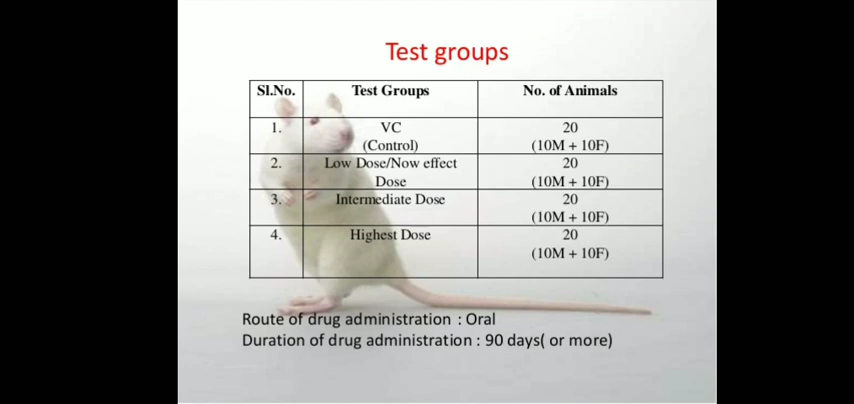 Test groups
Sl.No. Test Groups No. of Animals
1. VC 20
(Control) (10M + 10F)
2. Low Dose/Now effect 20
Dose (10M + 10F)
3. Intermediate Dose 20
(10M + 10F)
4. Highest Dose 20
(10M + 10F)
Route of drug administration : Oral
Duration of drug administration : 90 days( or more)